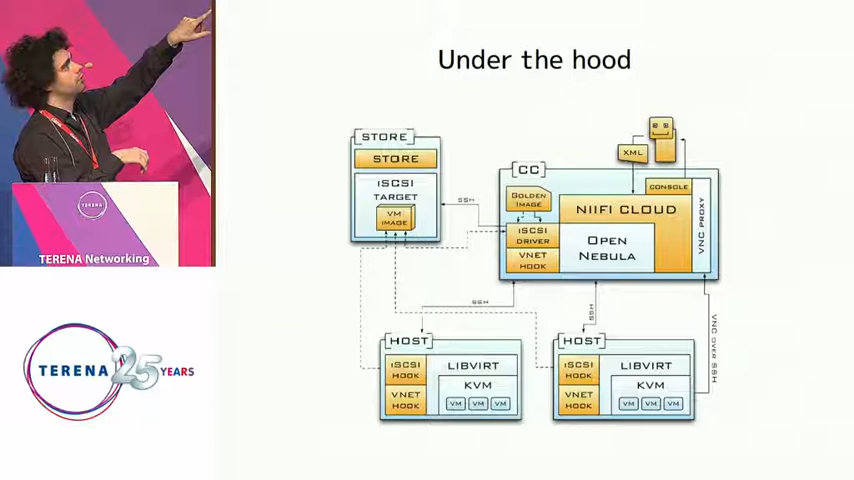 Under the hood
STORE
STORE
iSCSI
TARGET
VM
IMAGE
SSH
CC
XML
CONSOLE
GOLDEN
IMAGE
NIIFI CLOUD
iSCSI
DRIVER
VNET
HOOK
OPEN
NEBULA
VNC PROXY
SSH
SSH
VNC OVER SSH
HOST
iSCSI
HOOK
VNET
HOOK
LIBVIRT
KVM
VM VM VM
HOST
iSCSI
HOOK
VNET
HOOK
LIBVIRT
KVM
VM VM VM
TERENA
TERENA Networking
TERENA 25 YEARS